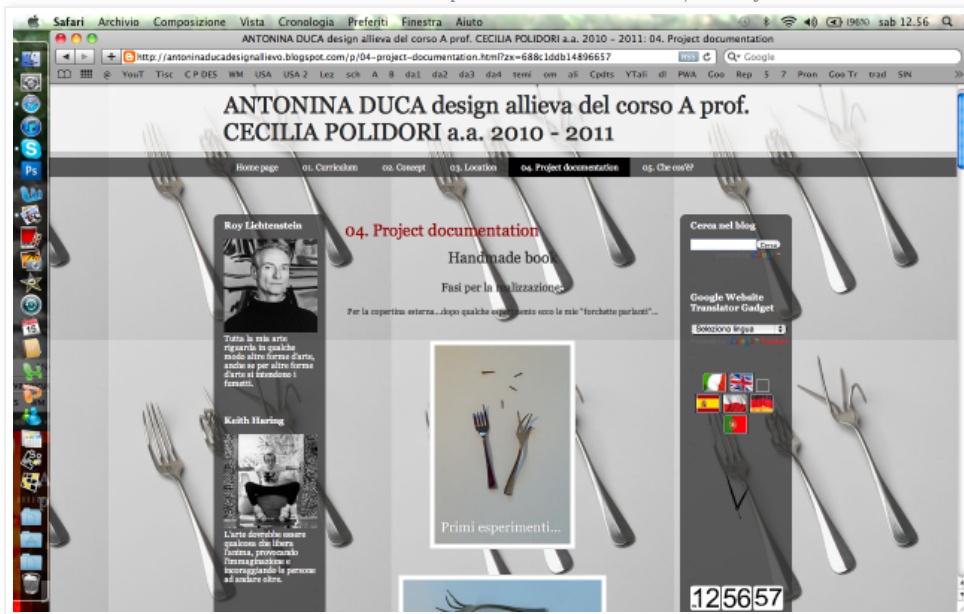 Safari Archivio Composizione Vista Cronologia Preferiti Finestra Aiuto
sab 12.56
ANTONINA DUCA design allieva del corso A prof. CECILIA POLIDORI a.a. 2010 - 2011: 04. Project documentation
http://antoninaducadesignallievo.blogspot.com/p/04-project-documentation.html?zx=688c1ddb14896657
RSS
Google
YouT Tisc C P DES WM USA USA 2 Lez sch A B da1 da2 da3 da4 temi om ali Cpdts YTali dl PWA Coo Rep 5 7 Pron Goo Tr trad SIN
ANTONINA DUCA design allieva del corso A prof.
CECILIA POLIDORI a.a. 2010 - 2011
Home page 01. Curriculum 02. Concept 03. Location 04. Project documentation 05. Che cos'è?
Roy Lichtenstein
Tutta la mia arte
riguarda in qualche
modo altre forme d'arte,
anche se per altre forme
d'arte si intendono i
fumetti.
Keith Haring
L'arte dovrebbe essere
qualcosa che libera
l'anima, provocando
l'immaginazione e
incoraggiando le persone
ad andare oltre.
04. Project documentation
Handmade book
Fasi per la realizzazione:
Per la copertina esterna...dopo qualche esperimento ecco le mie "forchette parlanti"...
Primi esperimenti...
Cerca nel blog
Cerca
Google Website
Translator Gadget
Seleziona lingua
12 56 57
Ps
15